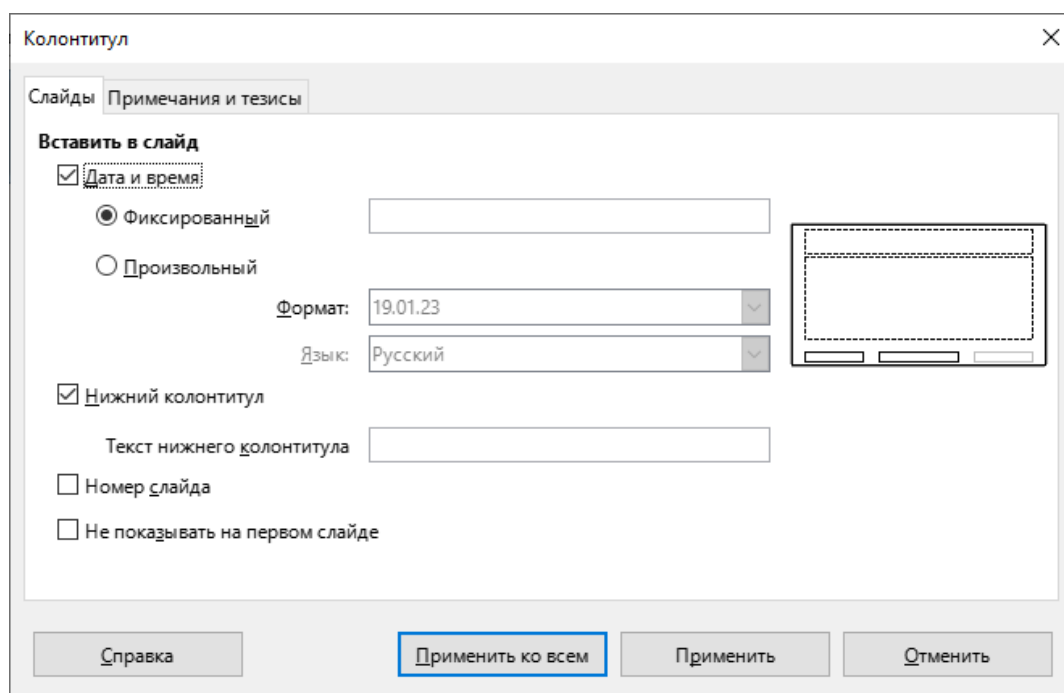 Колонтитул
Слайды Примечания и тезисы
Вставить в слайд
Дата и время
Фиксированный
Произвольный
Формат: 19.01.23
Язык: Русский
Нижний колонтитул
Текст нижнего колонтитула
Номер слайда
Не показывать на первом слайде
Справка Применить ко всем Применить Отменить